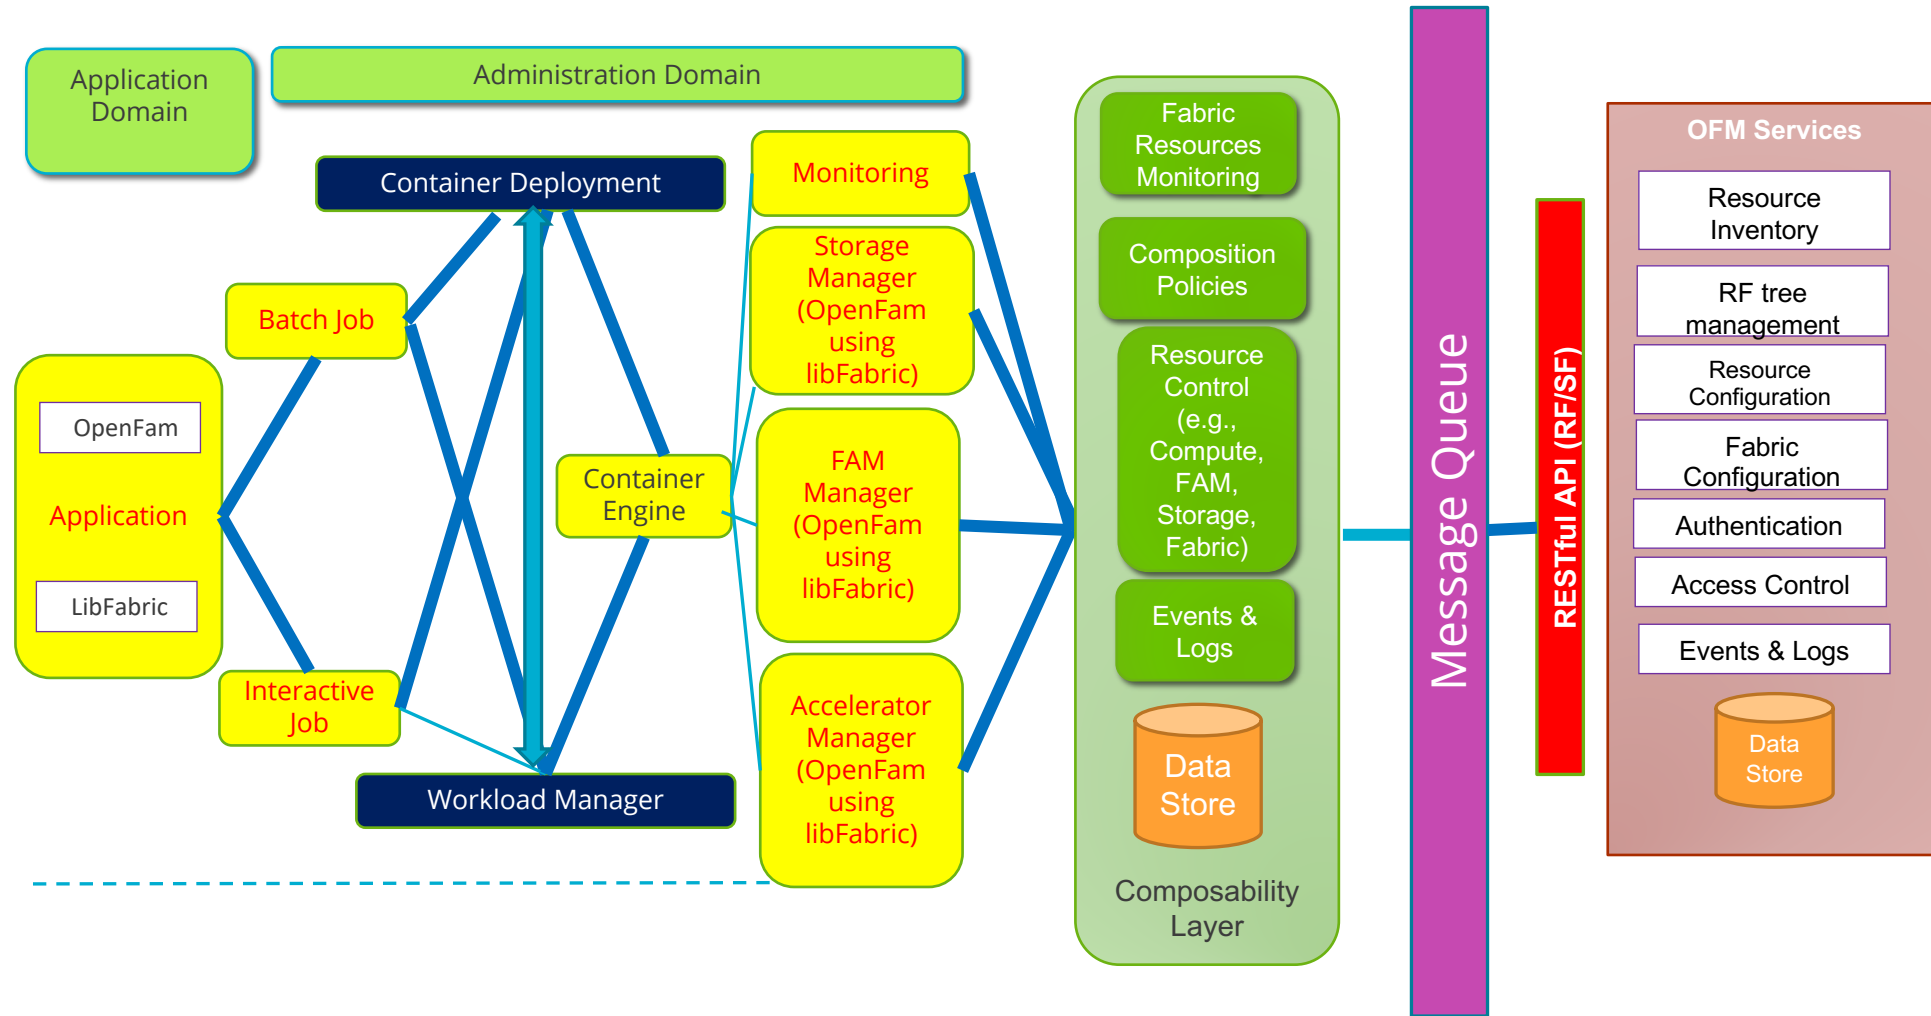 Application
Domain
Administration Domain
Container Deployment
Batch Job
OpenFam
Application
LibFabric
Interactive
Job
Workload Manager
Container
Engine
Monitoring
Storage
Manager
(OpenFam
using
libFabric)
FAM
Manager
(OpenFam
using
libFabric)
Accelerator
Manager
(OpenFam
using
libFabric)
Fabric
Resources
Monitoring
Composition
Policies
Resource
Control
(e.g.,
Compute,
FAM,
Storage,
Fabric)
Events &
Logs
Data
Store
Composability
Layer
Message Queue
RESTful API (RF/SF)
OFM Services
Resource
Inventory
RF tree
management
Resource
Configuration
Fabric
Configuration
Authentication
Access Control
Events & Logs
Data
Store